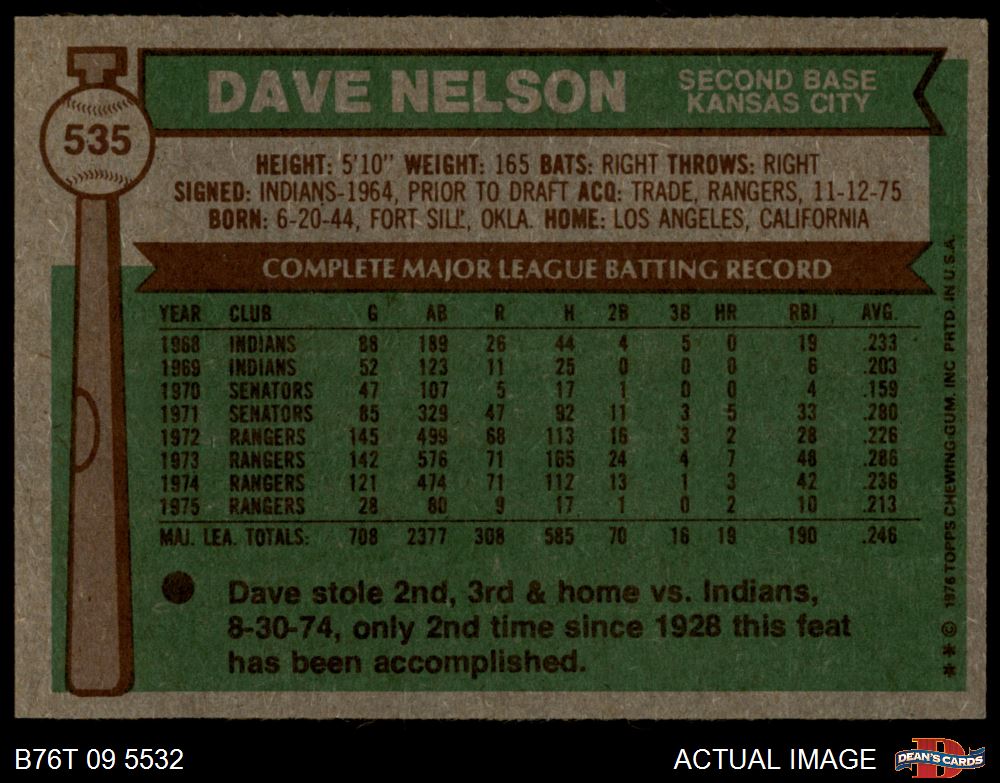 535
DAVE NELSON SECOND BASE KANSAS CITY
HEIGHT: 5'10" WEIGHT: 165 BATS: RIGHT THROWS: RIGHT
SIGNED: INDIANS-1964, PRIOR TO DRAFT ACQ: TRADE, RANGERS, 11-12-75
BORN: 6-20-44, FORT SILL, OKLA. HOME: LOS ANGELES, CALIFORNIA
COMPLETE MAJOR LEAGUE BATTING RECORD
YEAR CLUB G AB R H 2B 3B HR RBI AVG.
1968 INDIANS 88 189 26 44 4 5 0 19 .233
1969 INDIANS 52 123 11 25 0 0 0 6 .203
1970 SENATORS 47 107 5 17 1 0 0 4 .159
1971 SENATORS 85 329 47 92 11 3 5 33 .280
1972 RANGERS 145 499 68 113 16 3 2 28 .226
1973 RANGERS 142 576 71 165 24 4 7 48 .286
1974 RANGERS 121 474 71 112 13 1 3 42 .236
1975 RANGERS 28 80 9 17 1 0 2 10 .213
MAJ. LEA. TOTALS: 708 2377 308 585 70 16 19 190 .246
Dave stole 2nd, 3rd & home vs. Indians,
8-30-74, only 2nd time since 1928 this feat
has been accomplished.
** © 1976 TOPPS CHEWING GUM, INC PRTD. IN U.S.A.
B76T 09 5532 ACTUAL IMAGE DEAN'S CARDS